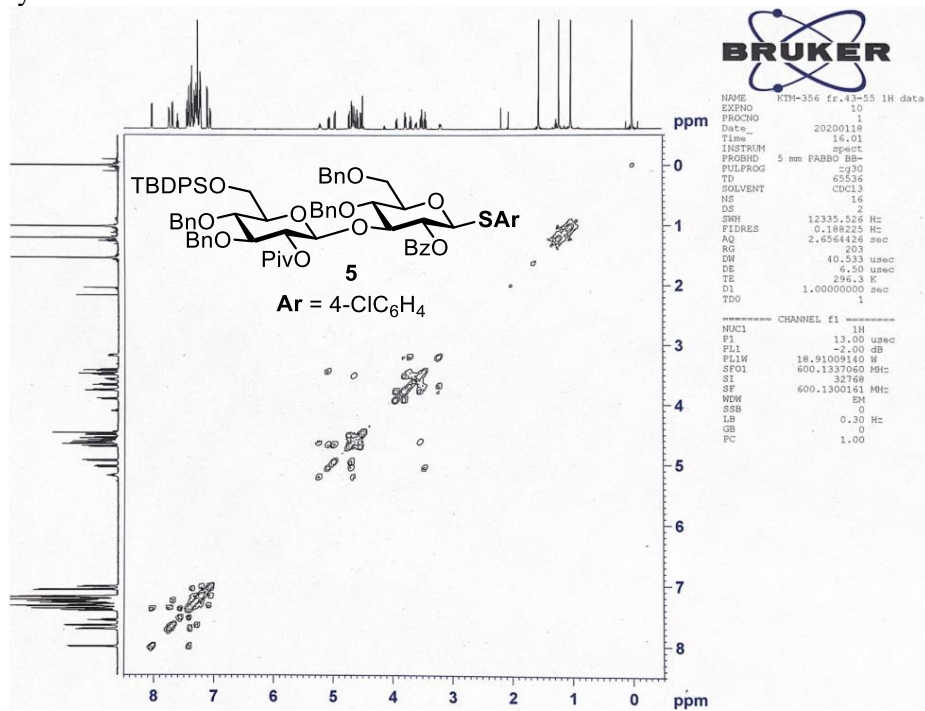 BRUKER
NAME KTM-356 fr.43-55 1H data
EXPNO 10
PROCNO 1
Date_ 20200118
Time 16.01
INSTRUM spect
PROBHD 5 mm PABBO BB-
PULPROG zg30
TD 65536
SOLVENT CDCl3
NS 16
DS 2
SWH 12335.526 Hz
FIDRES 0.188225 Hz
AQ 2.6564426 sec
RG 203
DW 40.533 usec
DE 6.50 usec
TE 296.3 K
D1 1.00000000 sec
TD0 1
======== CHANNEL f1 ========
NUC1 1H
P1 13.00 usec
PL1 -2.00 dB
PL1W 18.91009140 W
SFO1 600.1337060 MHz
SI 32768
SF 600.1300161 MHz
WDW EM
SSB 0
LB 0.30 Hz
GB 0
PC 1.00
TBDPSO
BnO
BnO
BnO
PivO
O
O
BnO
BnO
O
BzO
SAr
5
Ar = 4-ClC6H4
ppm
0
1
2
3
4
5
6
7
8
8 7 6 5 4 3 2 1 0 ppm